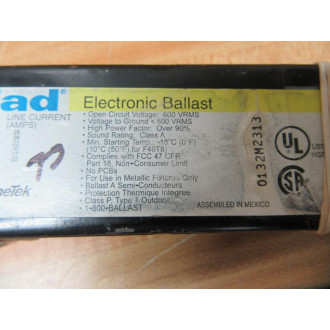 ad
LINE CURRENT
(AMPS)
Electronic Ballast
• Open Circuit Voltage: 600 VRMS
• Voltage to Ground < 600 VRMS
• High Power Factor: Over 90%
• Sound Rating: Class A
• Min. Starting Temp.: -18°C (0°F)
(10°C (50°F) for F40T8)
• Complies with FCC 47 CFR
Part 18, Non-Consumer Limit
• No PCBs
• For Use in Metallic Fixtures Only
• Ballast A Semi-Conducteurs
• Protection Thermique Integree
• Class P, Type 1 Outdoor
1-800-BALLAST
ASSEMBLED IN MEXICO
0132M2313
UL
SA
eTek